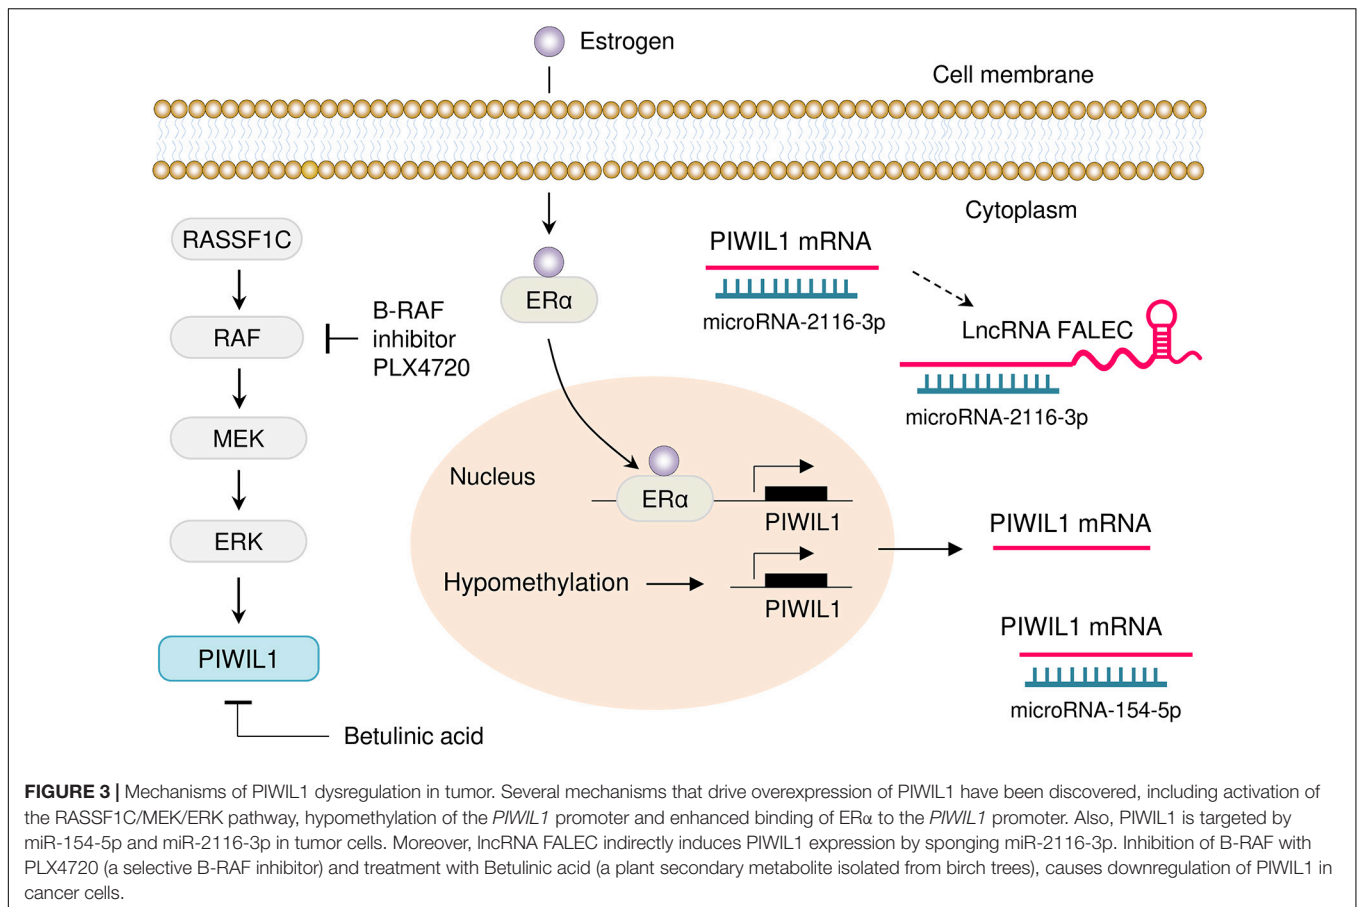 Estrogen
Cell membrane
Cytoplasm
RASSF1C
RAF
MEK
ERK
PIWIL1
B-RAF
inhibitor
PLX4720
Betulinic acid
ERα
Nucleus
ERα
PIWIL1
Hypomethylation
PIWIL1
PIWIL1 mRNA
microRNA-2116-3p
LncRNA FALEC
microRNA-2116-3p
PIWIL1 mRNA
PIWIL1 mRNA
microRNA-154-5p
FIGURE 3 | Mechanisms of PIWIL1 dysregulation in tumor. Several mechanisms that drive overexpression of PIWIL1 have been discovered, including activation of
the RASSF1C/MEK/ERK pathway, hypomethylation of the PIWIL1 promoter and enhanced binding of ERα to the PIWIL1 promoter. Also, PIWIL1 is targeted by
miR-154-5p and miR-2116-3p in tumor cells. Moreover, lncRNA FALEC indirectly induces PIWIL1 expression by sponging miR-2116-3p. Inhibition of B-RAF with
PLX4720 (a selective B-RAF inhibitor) and treatment with Betulinic acid (a plant secondary metabolite isolated from birch trees), causes downregulation of PIWIL1 in
cancer cells.